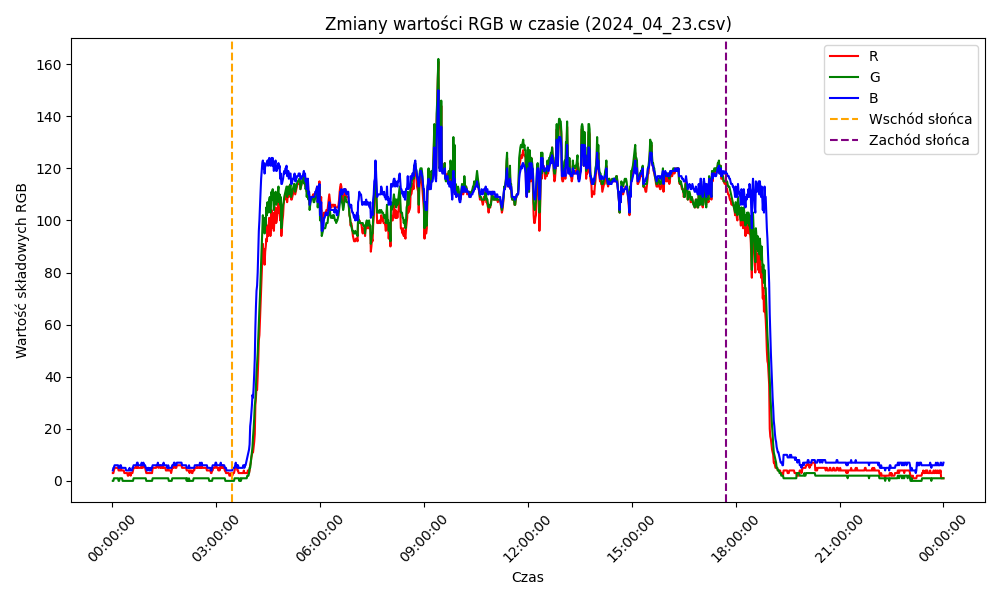 Zmiany wartości RGB w czasie (2024_04_23.csv)
R
G
B
Wschód słońca
Zachód słońca
Wartość składowych RGB
160
140
120
100
80
60
40
20
0
00:00:00
03:00:00
06:00:00
09:00:00
12:00:00
15:00:00
18:00:00
21:00:00
00:00:00
Czas